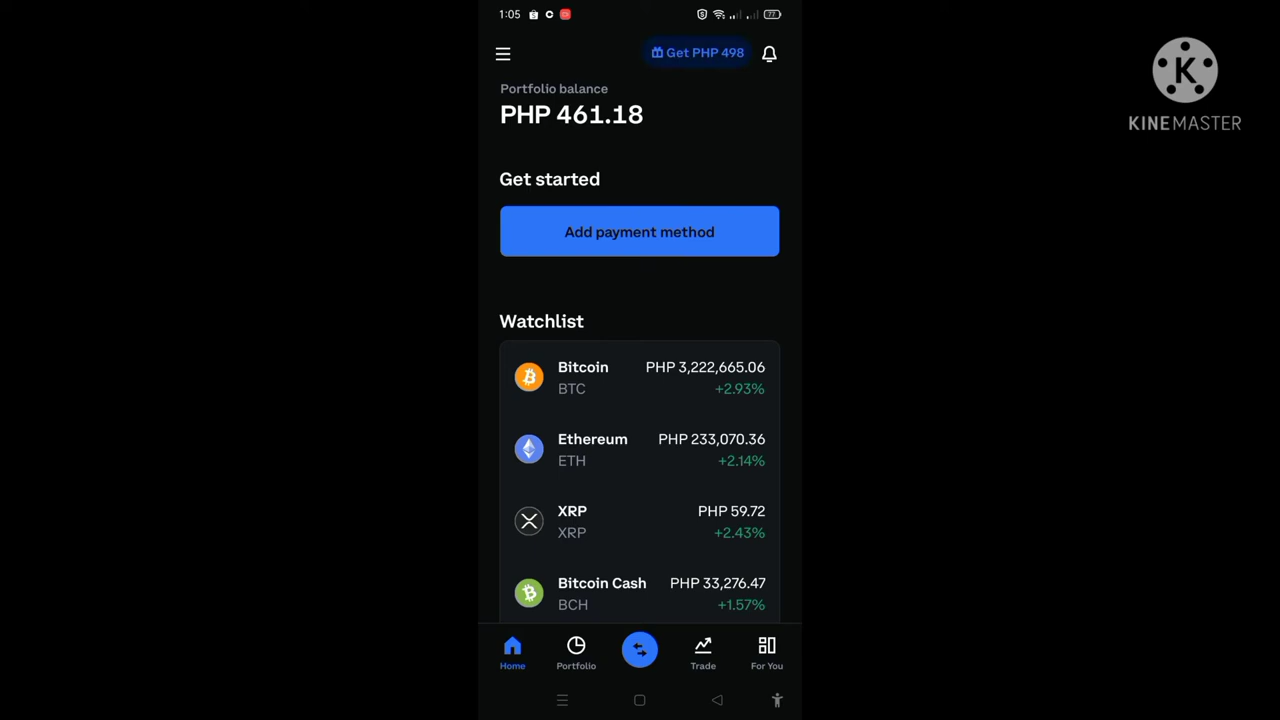 1:05
77
Get PHP 498
Portfolio balance
PHP 461.18
Get started
Add payment method
Watchlist
Bitcoin PHP 3,222,665.06
BTC +2.93%
Ethereum PHP 233,070.36
ETH +2.14%
XRP PHP 59.72
XRP +2.43%
Bitcoin Cash PHP 33,276.47
BCH +1.57%
Home Portfolio Trade For You
K
KINEMASTER